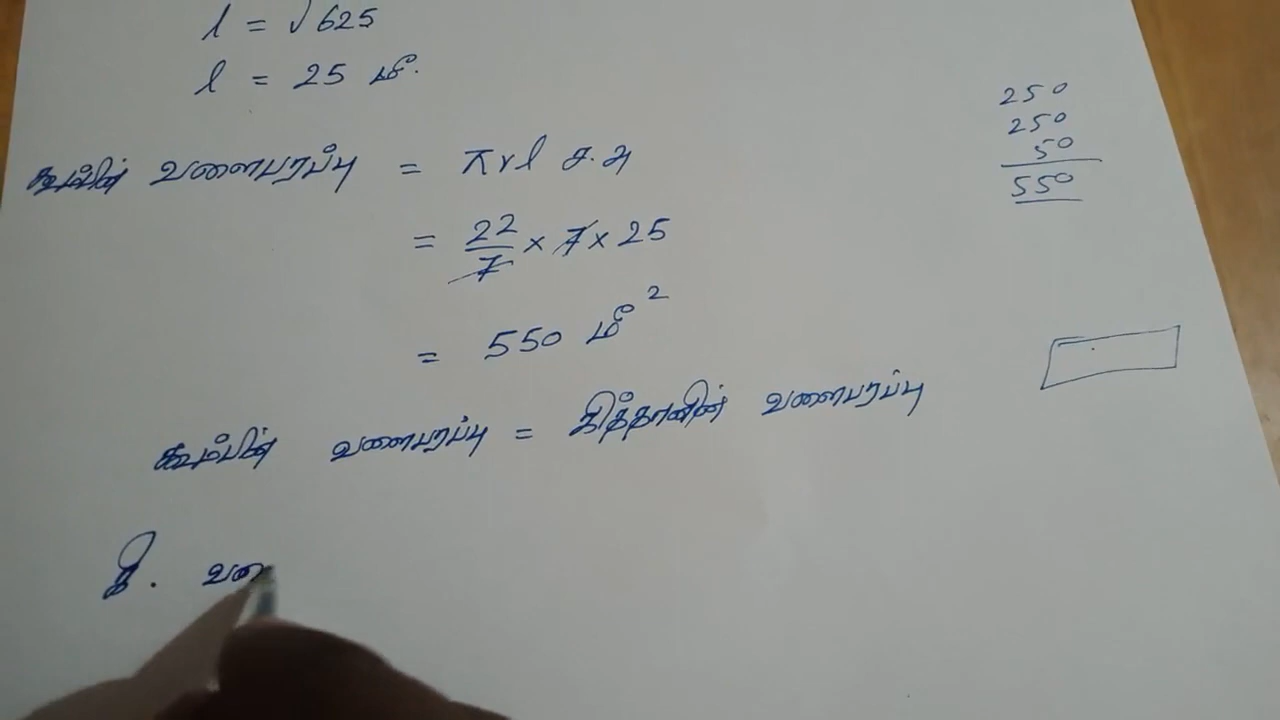 l = √625
l = 25 மீ.
கூம்பின் வளைபரப்பு = πrl ச.அ
= 22/7 × 7 × 25
= 550 மீ²
கூம்பின் வளைபரப்பு = கித்தானின் வளைபரப்பு
கி. வளை
250
250
50
550